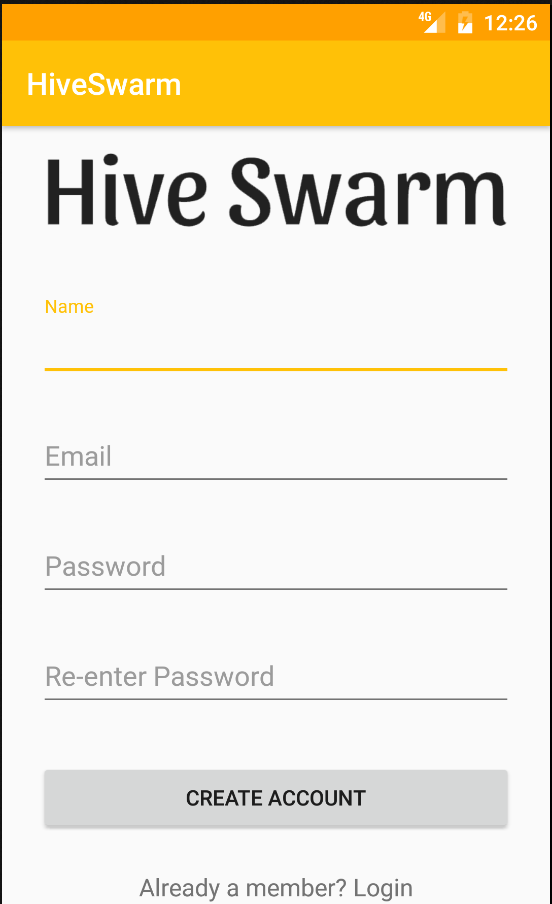 4G 12:26
HiveSwarm
Hive Swarm
Name
Email
Password
Re-enter Password
CREATE ACCOUNT
Already a member? Login